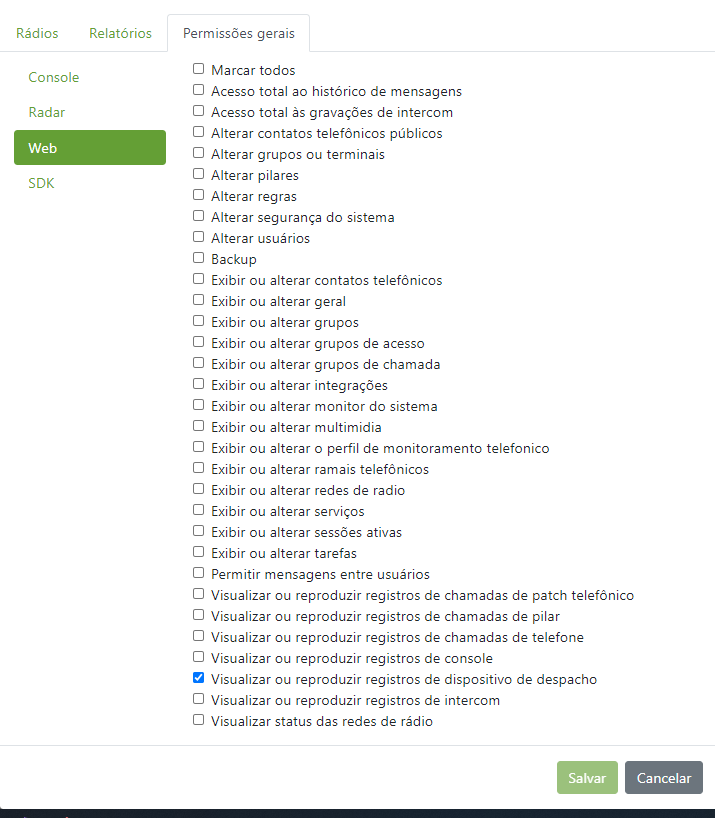 Rádios
Relatórios
Permissões gerais
Console
Radar
Web
SDK
Marcar todos
Acesso total ao histórico de mensagens
Acesso total às gravações de intercom
Alterar contatos telefônicos públicos
Alterar grupos ou terminais
Alterar pilares
Alterar regras
Alterar segurança do sistema
Alterar usuários
Backup
Exibir ou alterar contatos telefônicos
Exibir ou alterar geral
Exibir ou alterar grupos
Exibir ou alterar grupos de acesso
Exibir ou alterar grupos de chamada
Exibir ou alterar integrações
Exibir ou alterar monitor do sistema
Exibir ou alterar multimidia
Exibir ou alterar o perfil de monitoramento telefonico
Exibir ou alterar ramais telefônicos
Exibir ou alterar redes de radio
Exibir ou alterar serviços
Exibir ou alterar sessões ativas
Exibir ou alterar tarefas
Permitir mensagens entre usuários
Visualizar ou reproduzir registros de chamadas de patch telefônico
Visualizar ou reproduzir registros de chamadas de pilar
Visualizar ou reproduzir registros de chamadas de telefone
Visualizar ou reproduzir registros de console
Visualizar ou reproduzir registros de dispositivo de despacho
Visualizar ou reproduzir registros de intercom
Visualizar status das redes de rádio
Salvar
Cancelar